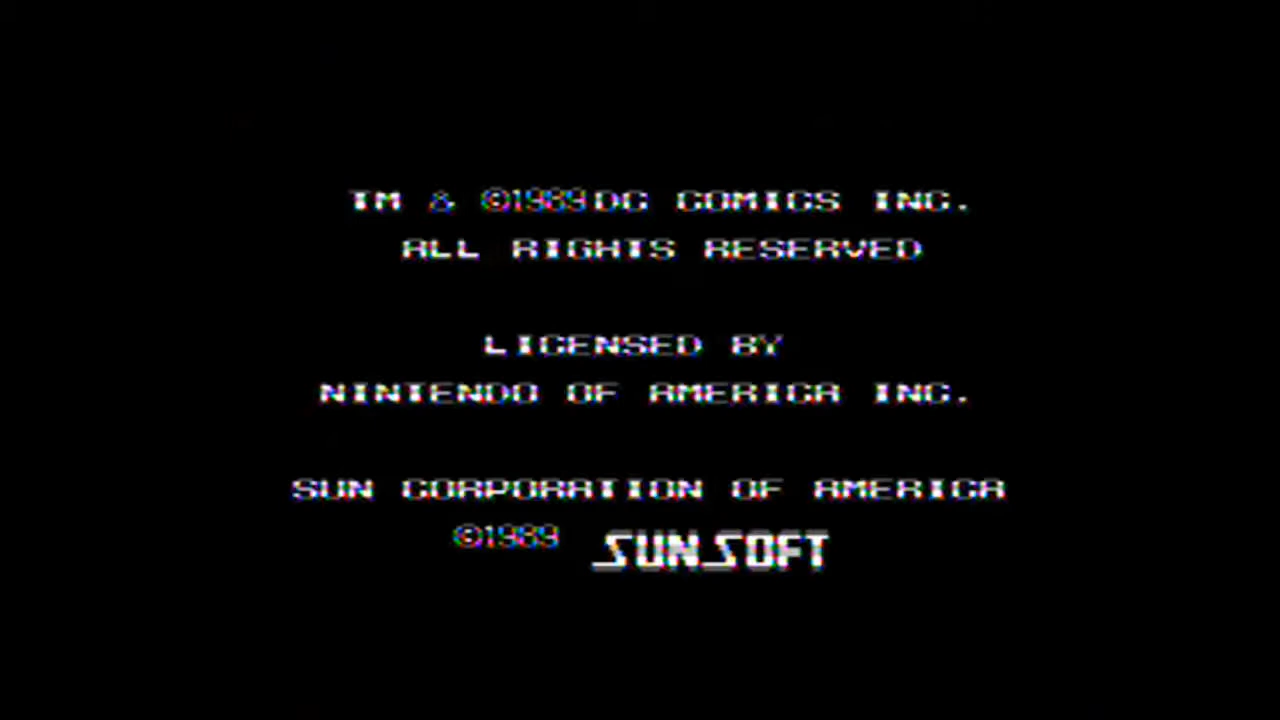 TM & ©1989 DC COMICS INC.
ALL RIGHTS RESERVED
LICENSED BY
NINTENDO OF AMERICA INC.
SUN CORPORATION OF AMERICA
©1989 SUNSOFT